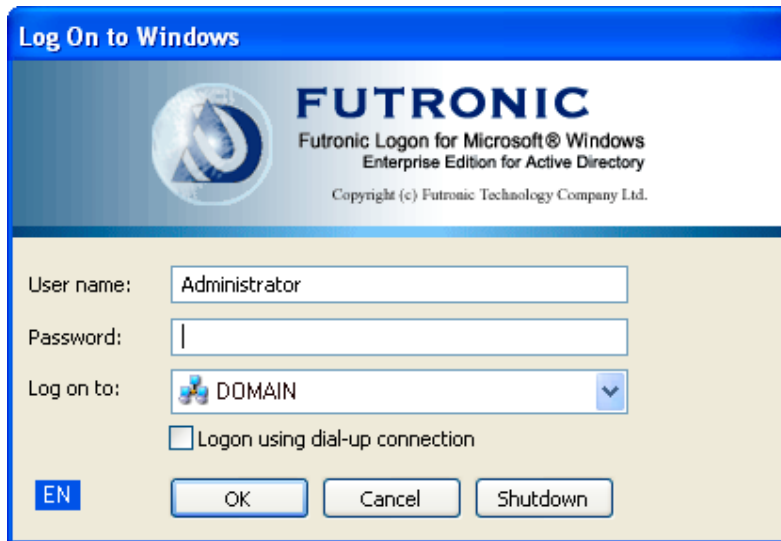 Log On to Windows
FUTRONIC
Futronic Logon for Microsoft® Windows
Enterprise Edition for Active Directory
Copyright (c) Futronic Technology Company Ltd.
User name: Administrator
Password:
Log on to: DOMAIN
Logon using dial-up connection
EN OK Cancel Shutdown